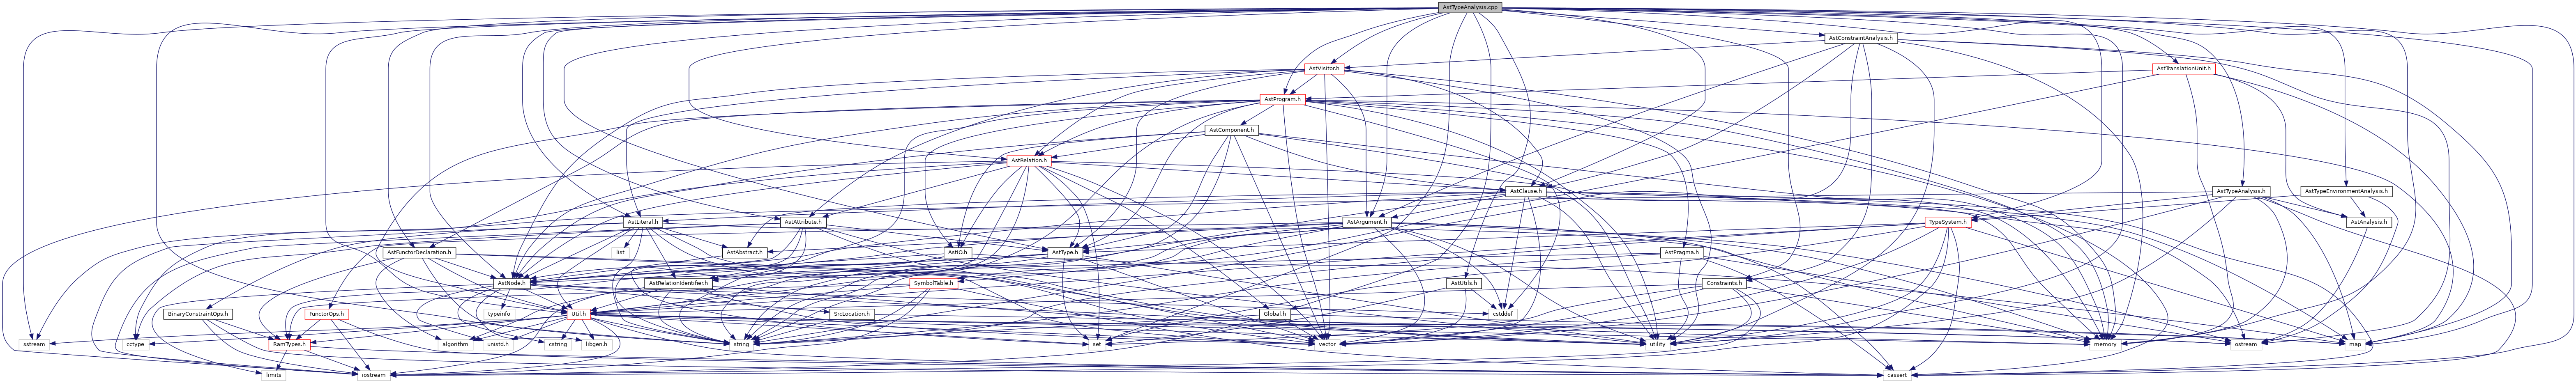 AstTypeAnalysis.cpp
AstConstraintAnalysis.h
AstVisitor.h
AstTranslationUnit.h
AstProgram.h
AstComponent.h
AstRelation.h
AstClause.h
AstTypeAnalysis.h
AstTypeEnvironmentAnalysis.h
AstLiteral.h
AstAttribute.h
AstArgument.h
TypeSystem.h
AstAnalysis.h
AstFunctorDeclaration.h
list
AstAbstract.h
AstIO.h
AstType.h
AstPragma.h
AstNode.h
AstRelationIdentifier.h
SymbolTable.h
AstUtils.h
Constraints.h
BinaryConstraintOps.h
FunctorOps.h
typeinfo
Util.h
SrcLocation.h
Global.h
cstddef
sstream
cctype
RamTypes.h
algorithm
unistd.h
cstring
libgen.h
string
set
vector
utility
memory
ostream
map
limits
iostream
cassert